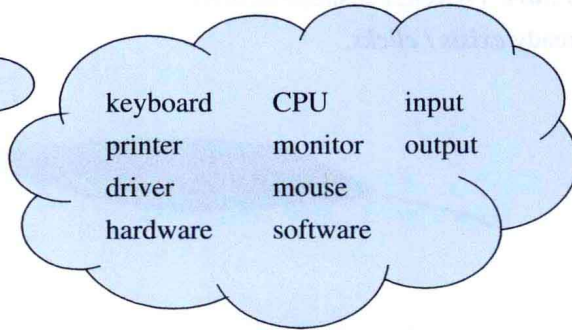 keyboard CPU input
printer monitor output
driver mouse
hardware software